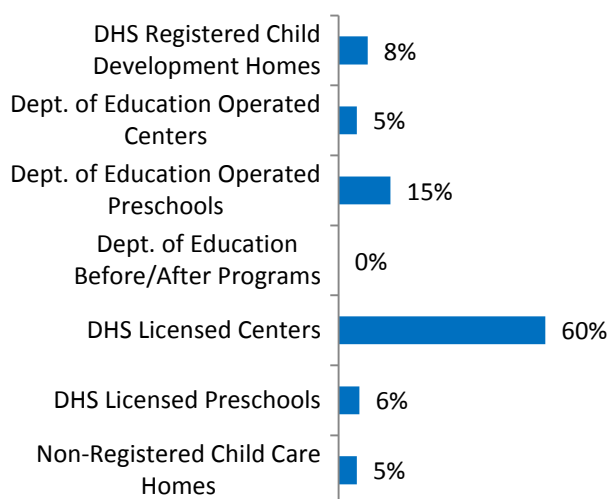 DHS Registered Child
Development Homes
8%
Dept. of Education Operated
Centers
5%
Dept. of Education Operated
Preschools
15%
Dept. of Education
Before/After Programs
0%
DHS Licensed Centers
60%
DHS Licensed Preschools
6%
Non-Registered Child Care
Homes
5%